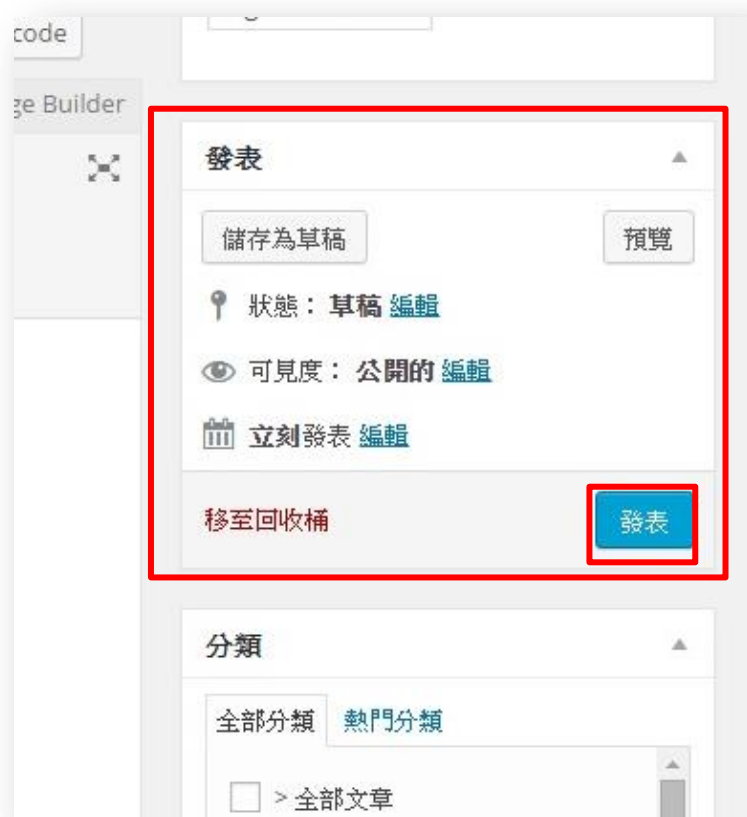 code
ge Builder
發表
儲存為草稿 預覽
狀態： 草稿 編輯
可見度： 公開的 編輯
立刻發表 編輯
移至回收桶 發表
分類
全部分類 熱門分類
> 全部文章